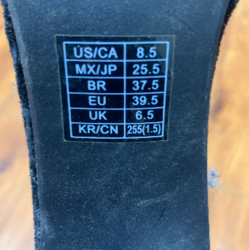 US/CA 8.5
MX/JP 25.5
BR 37.5
EU 39.5
UK 6.5
KR/CN 255(1.5)